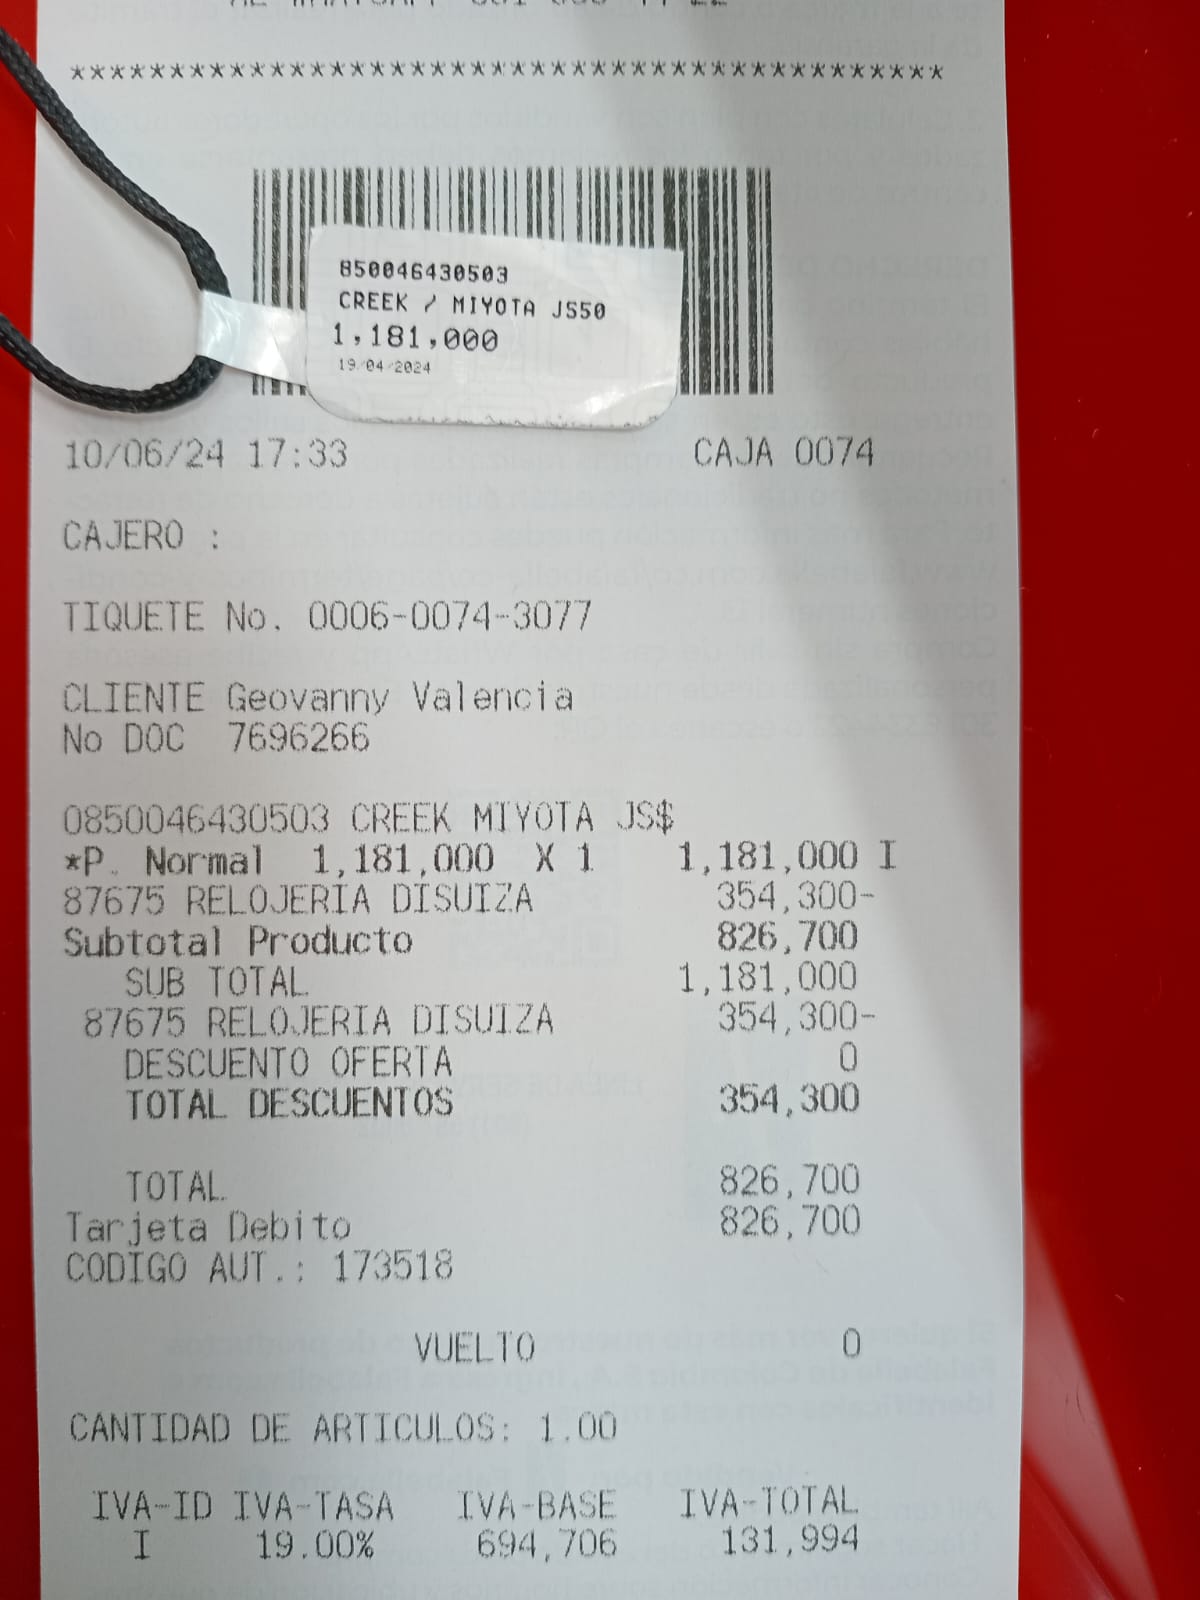 *******************************************
850046430503
CREEK / MIYOTA JS50
1,181,000
19/04/2024
10/06/24 17:33 CAJA 0074
CAJERO :
TIQUETE No. 0006-0074-3077
CLIENTE Geovanny Valencia
No DOC 7696266
0850046430503 CREEK MIYOTA JS$
*P. Normal 1,181,000 X 1 1,181,000 I
87675 RELOJERIA DISUIZA 354,300-
Subtotal Producto 826,700
SUB TOTAL 1,181,000
87675 RELOJERIA DISUIZA 354,300-
DESCUENTO OFERTA 0
TOTAL DESCUENTOS 354,300
TOTAL 826,700
Tarjeta Debito 826,700
CODIGO AUT.: 173518
VUELTO 0
CANTIDAD DE ARTICULOS: 1.00
IVA-ID IVA-TASA IVA-BASE IVA-TOTAL
I 19.00% 694,706 131,994